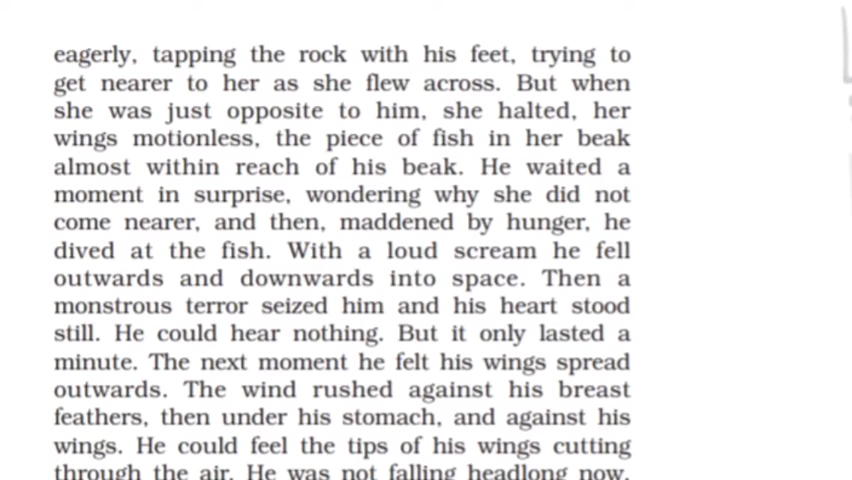 eagerly, tapping the rock with his feet, trying to
get nearer to her as she flew across. But when
she was just opposite to him, she halted, her
wings motionless, the piece of fish in her beak
almost within reach of his beak. He waited a
moment in surprise, wondering why she did not
come nearer, and then, maddened by hunger, he
dived at the fish. With a loud scream he fell
outwards and downwards into space. Then a
monstrous terror seized him and his heart stood
still. He could hear nothing. But it only lasted a
minute. The next moment he felt his wings spread
outwards. The wind rushed against his breast
feathers, then under his stomach, and against his
wings. He could feel the tips of his wings cutting
through the air. He was not falling headlong now.